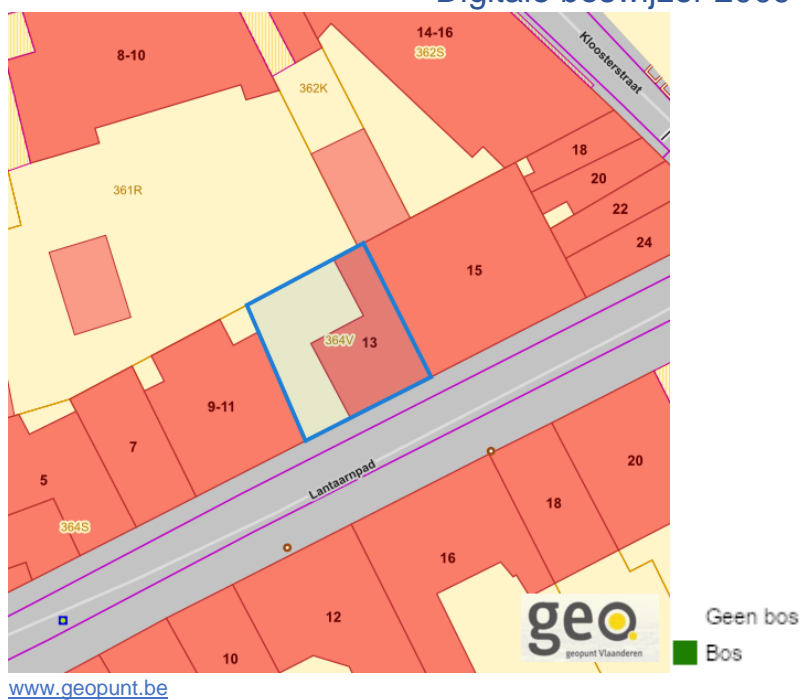 8-10
14-16
362S
Kloosterstraat
362K
18
20
22
24
361R
15
364V
13
9-11
7
5
364S
Lantaarnpad
20
18
16
12
10
geo
geopunt Vlaanderen
Geen bos
Bos
www.geopunt.be